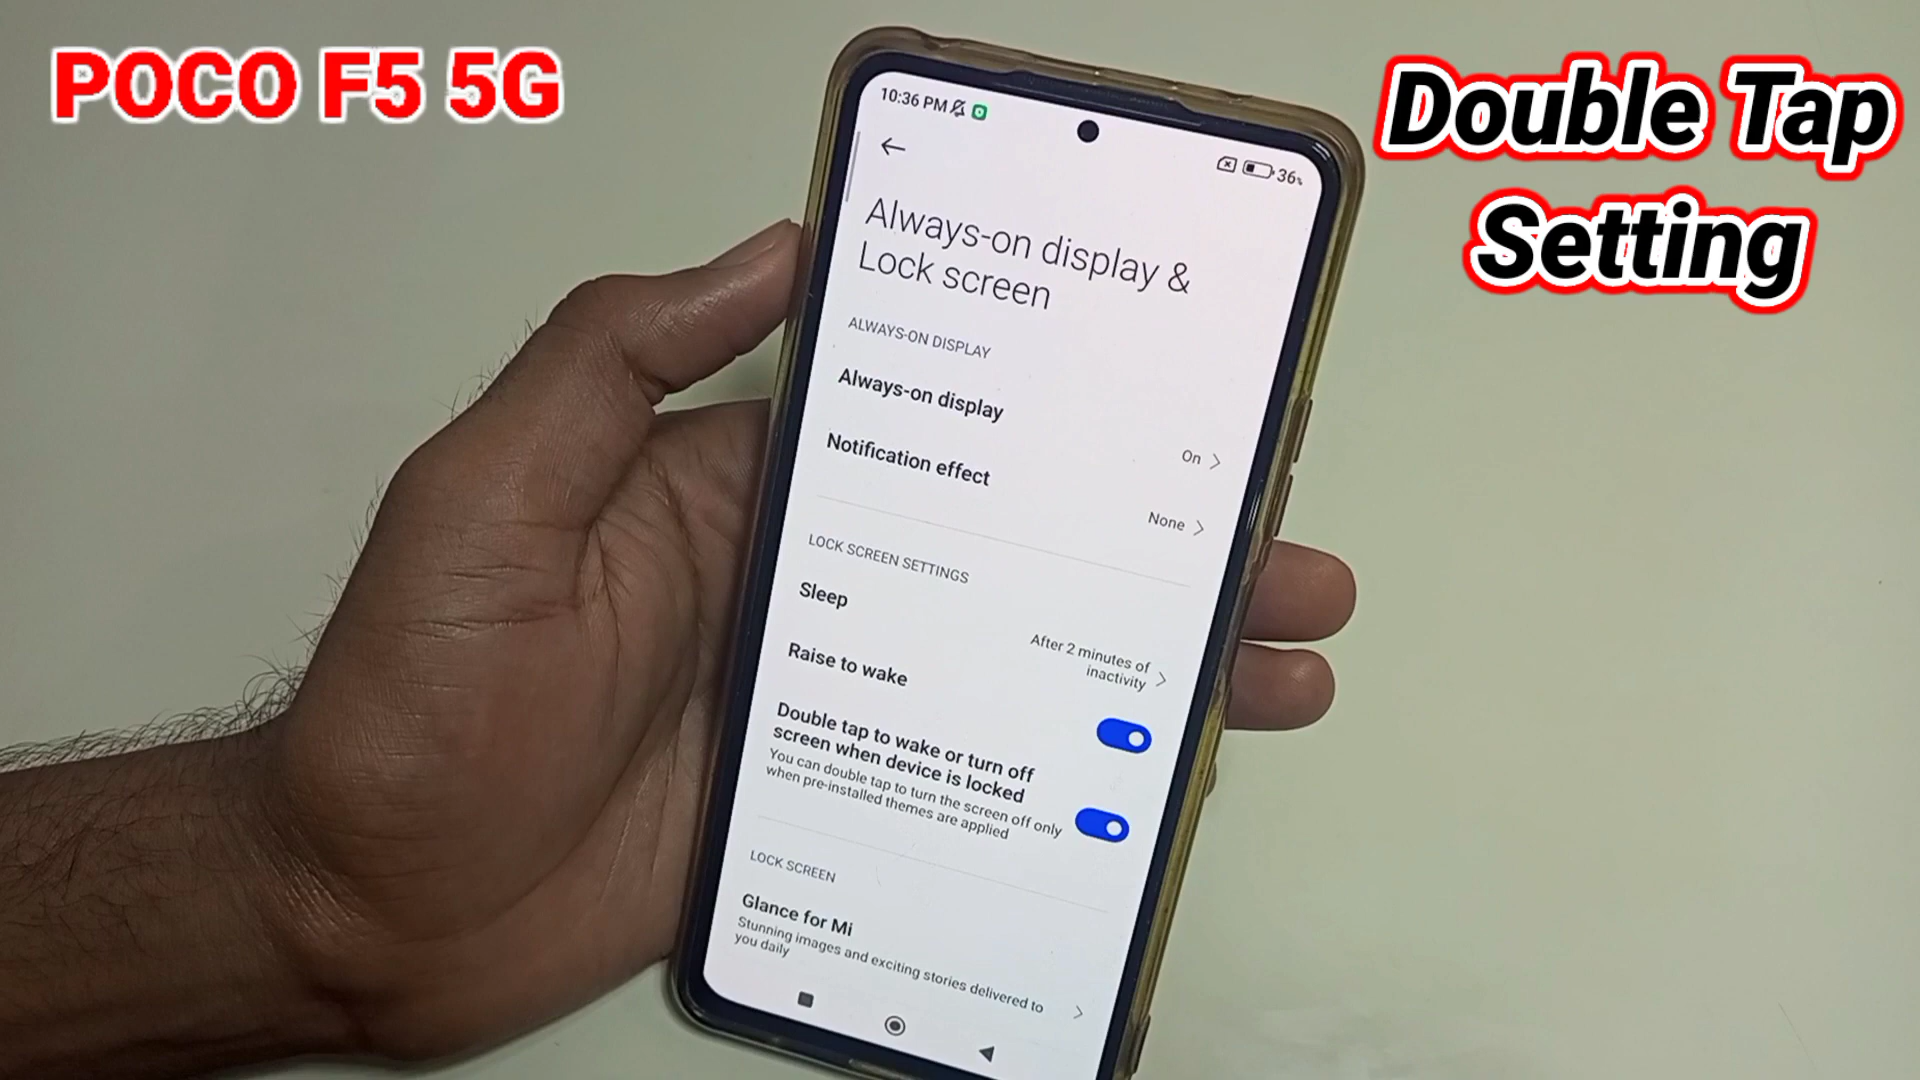 POCO F5 5G
Double Tap
Setting
10:36 PM
36%
Always-on display &
Lock screen
ALWAYS-ON DISPLAY
Always-on display
On
Notification effect
None
LOCK SCREEN SETTINGS
Sleep
After 2 minutes of
inactivity
Raise to wake
Double tap to wake or turn off
screen when device is locked
You can double tap to turn the screen off only
when pre-installed themes are applied
LOCK SCREEN
Glance for Mi
Stunning images and exciting stories delivered to
you daily